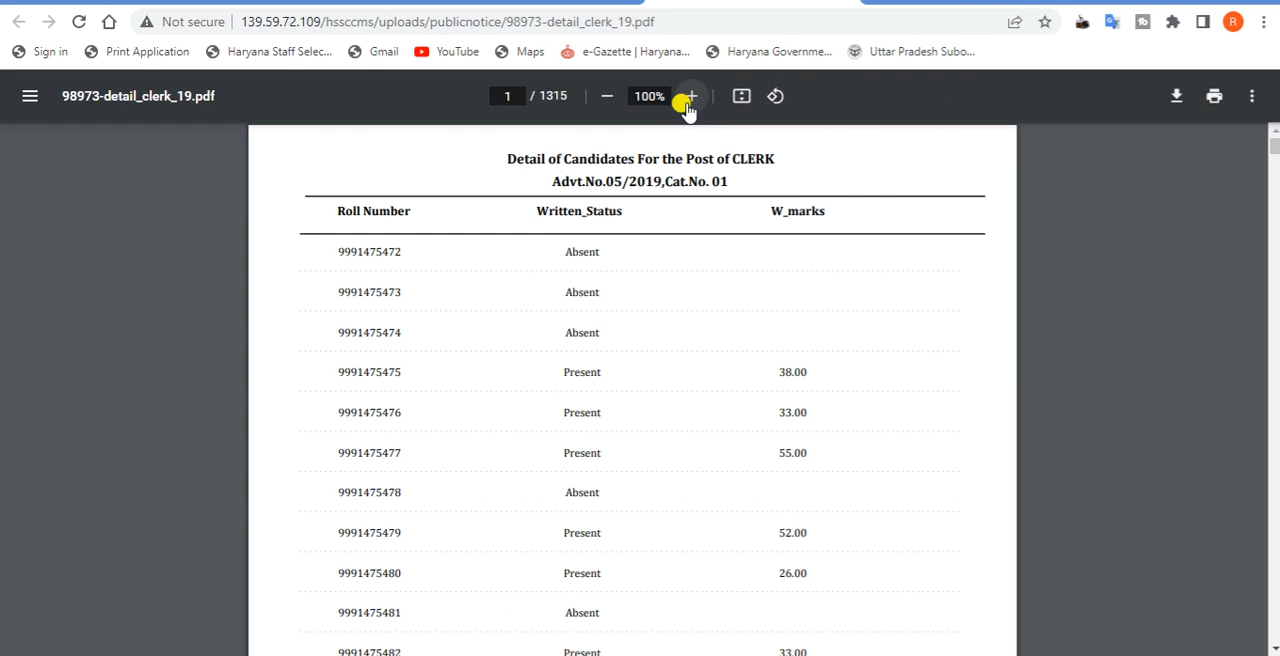 Not secure 139.59.72.109/hssccms/uploads/publicnotice/98973-detail_clerk_19.pdf R
Sign in Print Application Haryana Staff Selec... Gmail YouTube Maps e-Gazette | Haryana... Haryana Governme... Uttar Pradesh Subo...
98973-detail_clerk_19.pdf 1 / 1315 100%
Detail of Candidates For the Post of CLERK
Advt.No.05/2019,Cat.No. 01
Roll Number Written_Status W_marks
9991475472 Absent
9991475473 Absent
9991475474 Absent
9991475475 Present 38.00
9991475476 Present 33.00
9991475477 Present 55.00
9991475478 Absent
9991475479 Present 52.00
9991475480 Present 26.00
9991475481 Absent
9991475482 Present 33.00